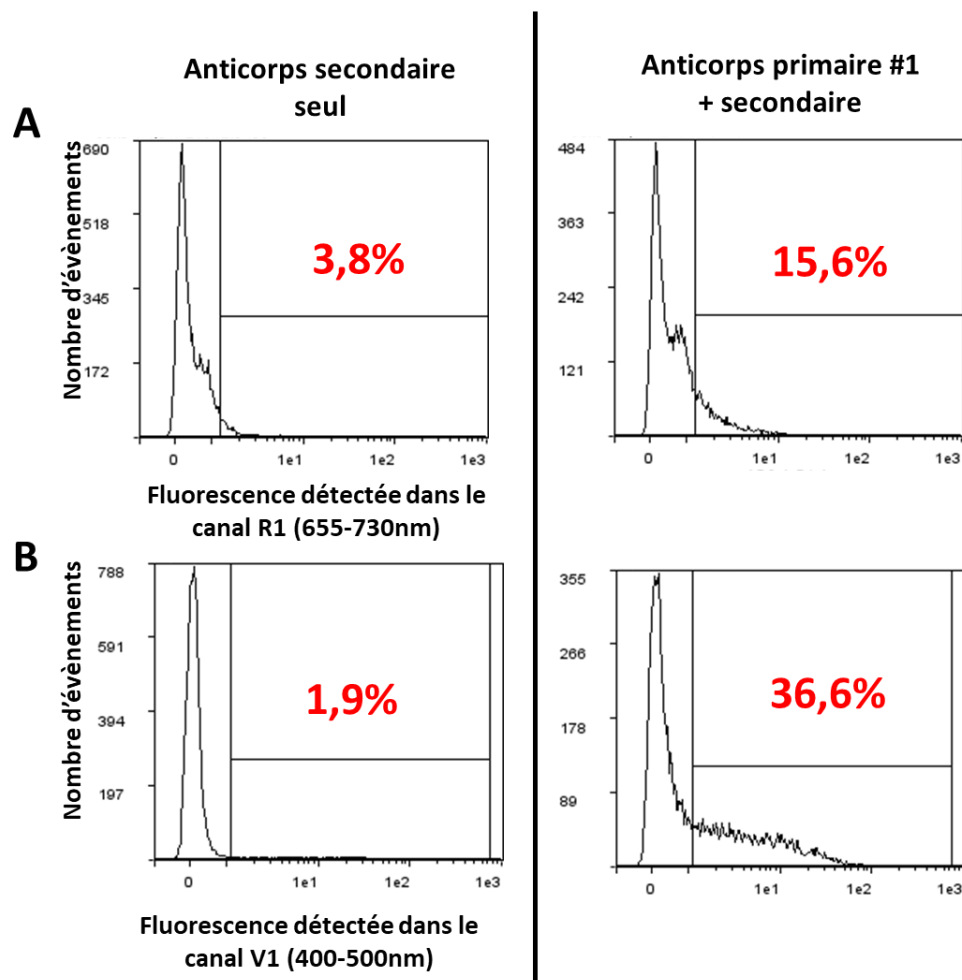 Anticorps secondaire
seul
Anticorps primaire #1
+ secondaire
A
Nombre d'évènements
690
518
345
172
3,8%
0
1e1
1e2
1e3
484
363
242
121
15,6%
0
1e1
1e2
1e3
Fluorescence détectée dans le
canal R1 (655-730nm)
B
Nombre d'évènements
788
591
394
197
1,9%
0
1e1
1e2
1e3
355
266
178
89
36,6%
0
1e1
1e2
1e3
Fluorescence détectée dans le
canal V1 (400-500nm)